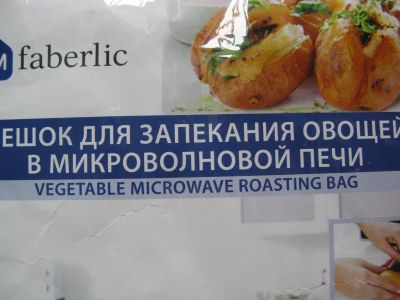 faberlic
ЕШОК ДЛЯ ЗАПЕКАНИЯ ОВОЩЕЙ
В МИКРОВОЛНОВОЙ ПЕЧИ
VEGETABLE MICROWAVE ROASTING BAG